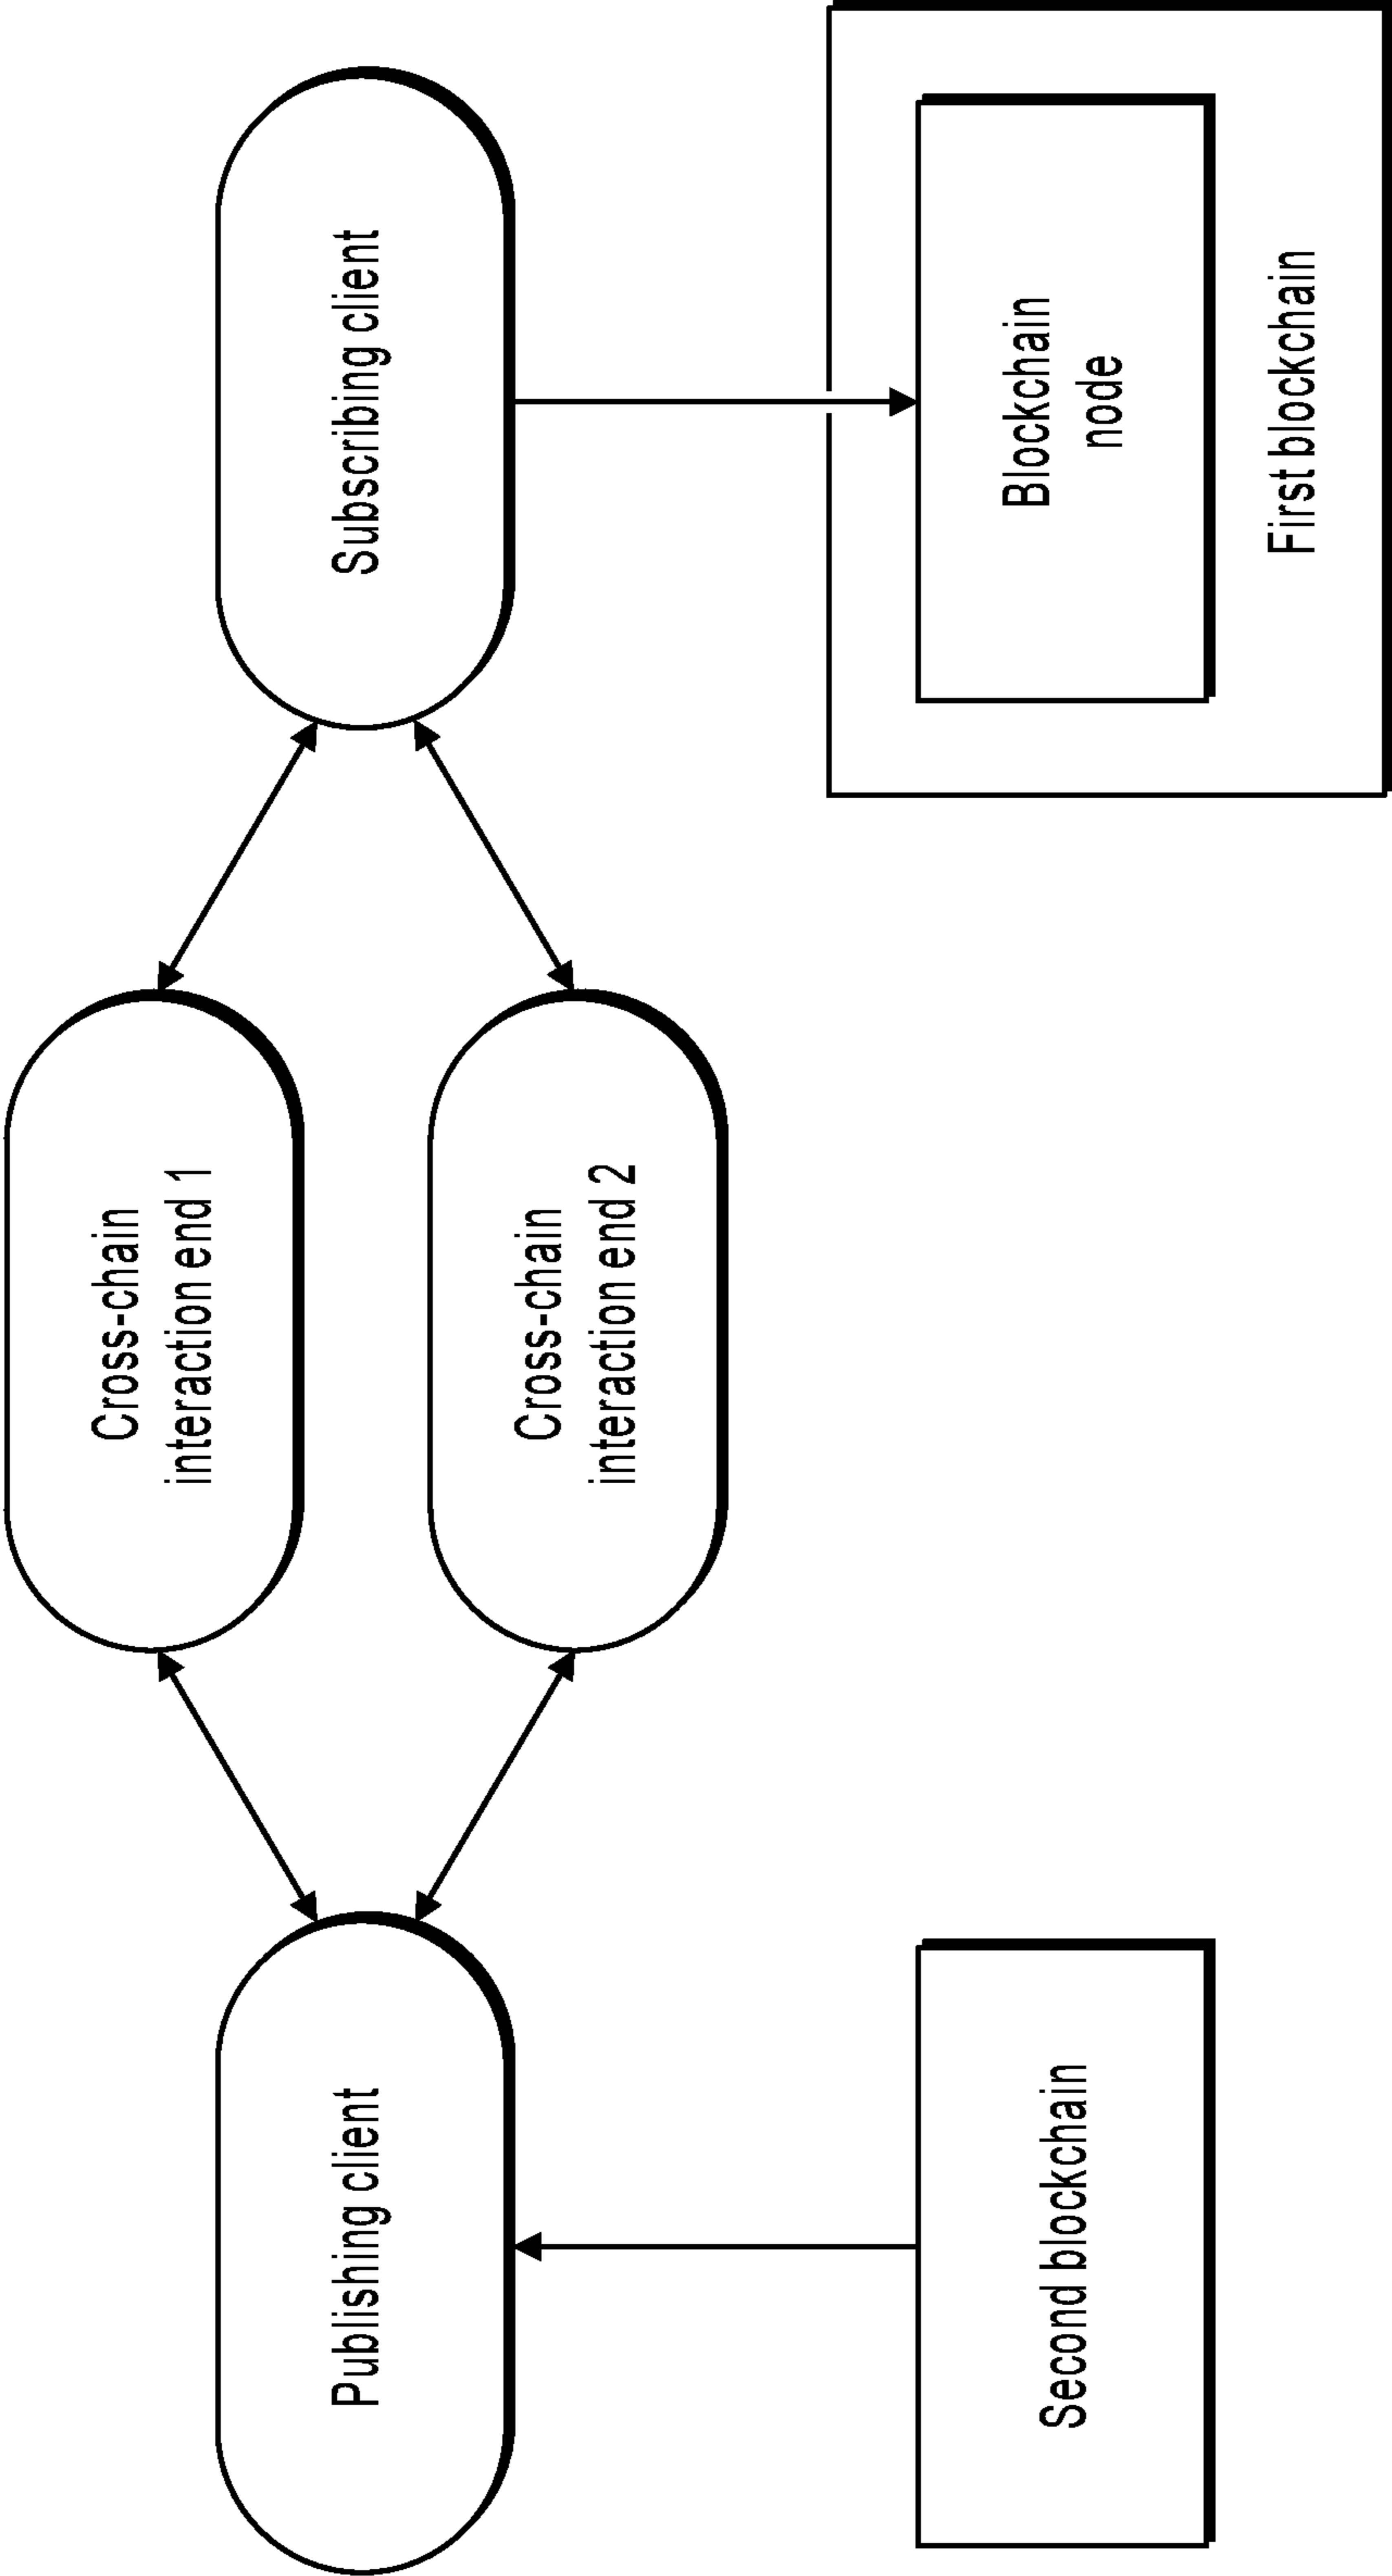 Cross-chain
interaction end 1
Publishing client
Subscribing client
Cross-chain
interaction end 2
Second blockchain
Blockchain
node
First blockchain